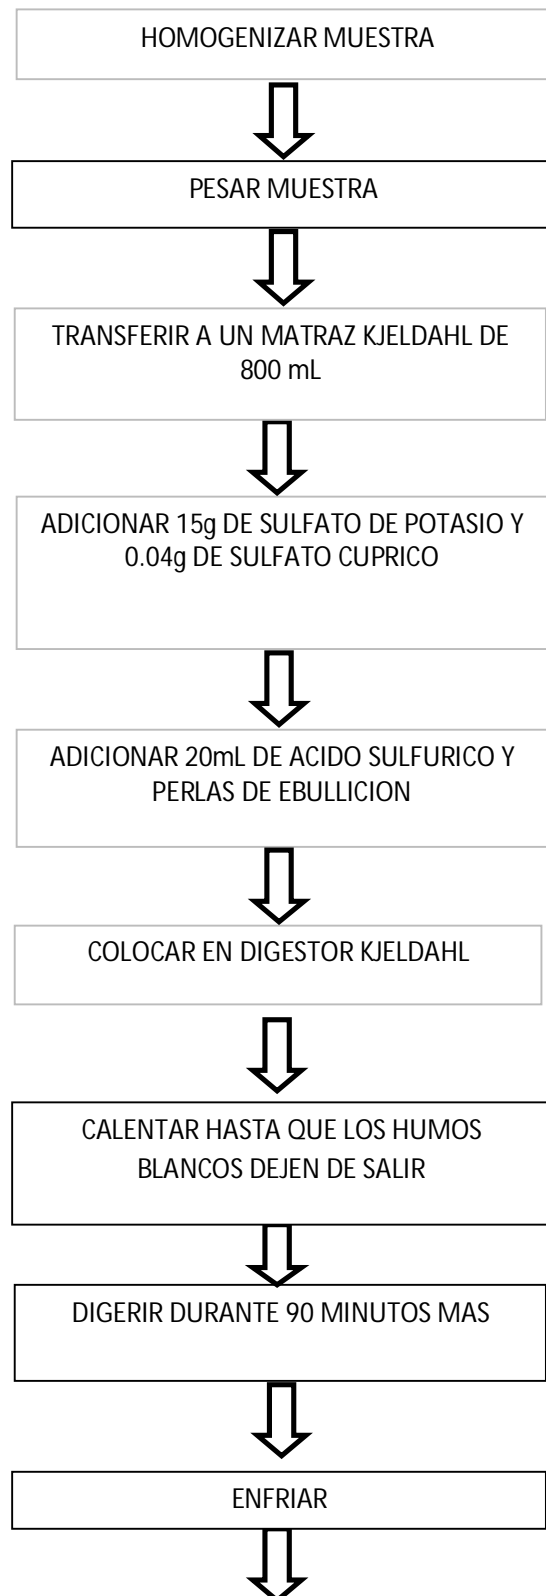 HOMOGENIZAR MUESTRA
PESAR MUESTRA
TRANSFERIR A UN MATRAZ KJELDAHL DE
800 mL
ADICIONAR 15g DE SULFATO DE POTASIO Y
0.04g DE SULFATO CUPRICO
ADICIONAR 20mL DE ACIDO SULFURICO Y
PERLAS DE EBULLICION
COLOCAR EN DIGESTOR KJELDAHL
CALENTAR HASTA QUE LOS HUMOS
BLANCOS DEJEN DE SALIR
DIGERIR DURANTE 90 MINUTOS MAS
ENFRIAR